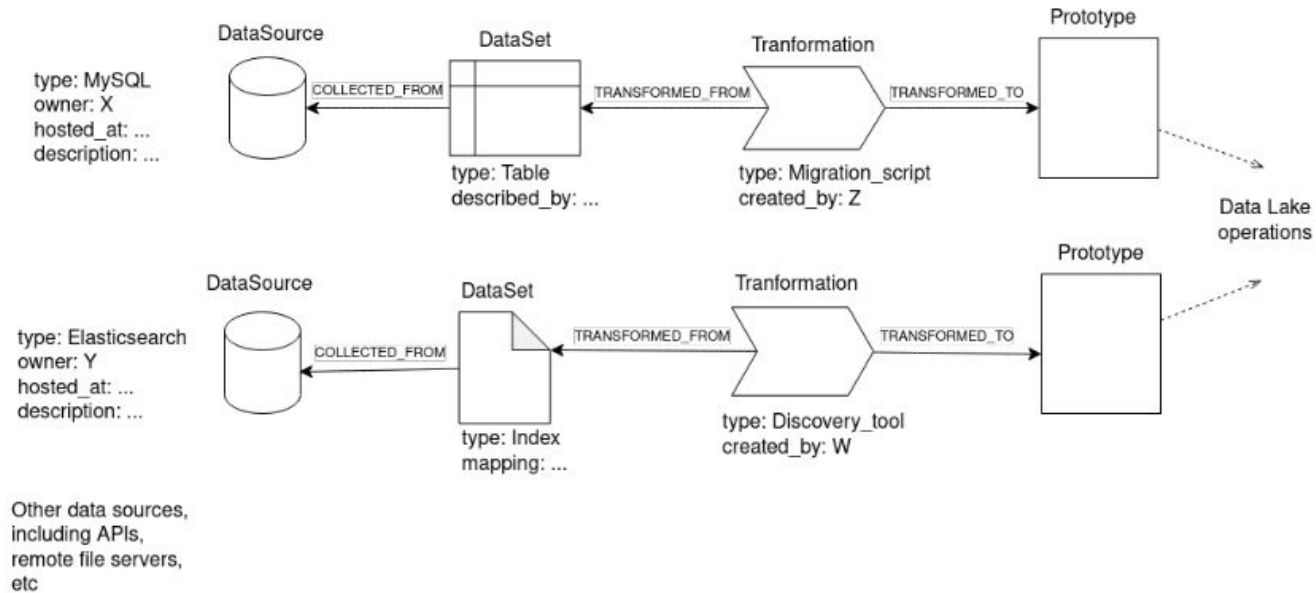 Prototype
DataSource
DataSet
Tranformation
type: MySQL
owner: X
hosted_at: ...
description: ...
COLLECTED_FROM
TRANSFORMED_FROM
TRANSFORMED_TO
type: Table
described_by: ...
type: Migration_script
created_by: Z
Data Lake
operations
Prototype
DataSource
DataSet
Tranformation
type: Elasticsearch
owner: Y
hosted_at: ...
description: ...
COLLECTED_FROM
TRANSFORMED_FROM
TRANSFORMED_TO
type: Index
mapping: ...
type: Discovery_tool
created_by: W
Other data sources,
including APIs,
remote file servers,
etc